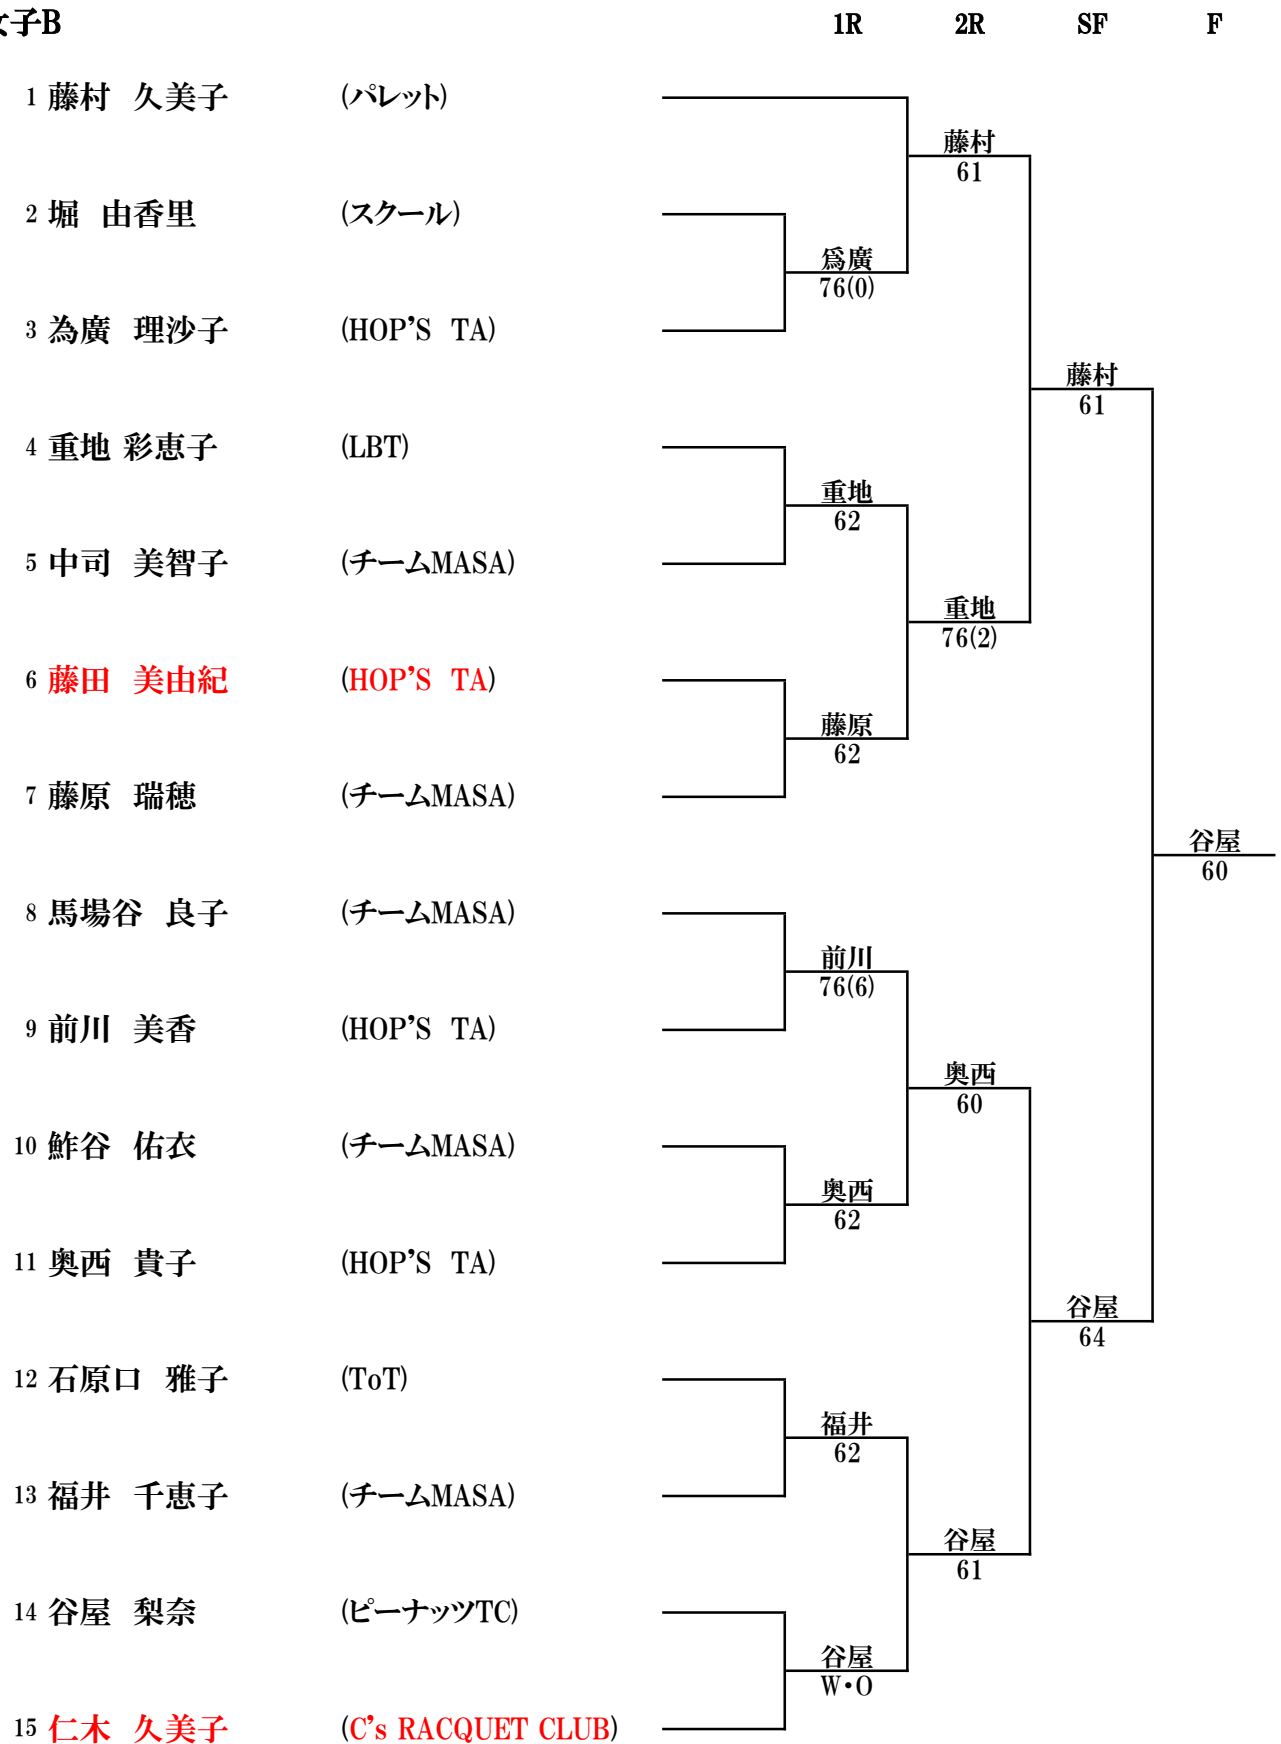 女子B 1R 2R SF F
1 藤村 久美子 (パレット)
藤村
61
2 堀 由香里 (スクール)
爲廣
76(0)
3 為廣 理沙子 (HOP'S TA)
藤村
61
4 重地 彩恵子 (LBT)
重地
62
5 中司 美智子 (チームMASA)
重地
76(2)
6 藤田 美由紀 (HOP'S TA)
藤原
62
7 藤原 瑞穂 (チームMASA)
谷屋
60
8 馬場谷 良子 (チームMASA)
前川
76(6)
9 前川 美香 (HOP'S TA)
奥西
60
10 鮓谷 佑衣 (チームMASA)
奥西
62
11 奥西 貴子 (HOP'S TA)
谷屋
64
12 石原口 雅子 (ToT)
福井
62
13 福井 千恵子 (チームMASA)
谷屋
61
14 谷屋 梨奈 (ピーナッツTC)
谷屋
W・O
15 仁木 久美子 (C's RACQUET CLUB)